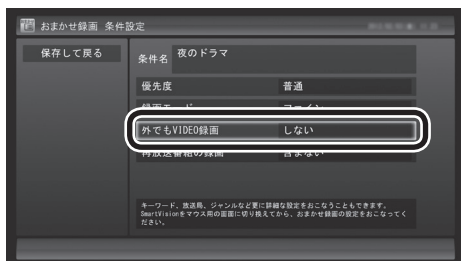 おまかせ録画 条件設定
保存して戻る
条件名 夜のドラマ
優先度 普通
外でもVIDEO録画 しない
キーワード、放送局、ジャンルなど更に詳細な設定をおこなうこともできます。
SmartVisionをマウス用の画面に切り換えてから、おまかせ録画の設定をおこなってく
ださい。